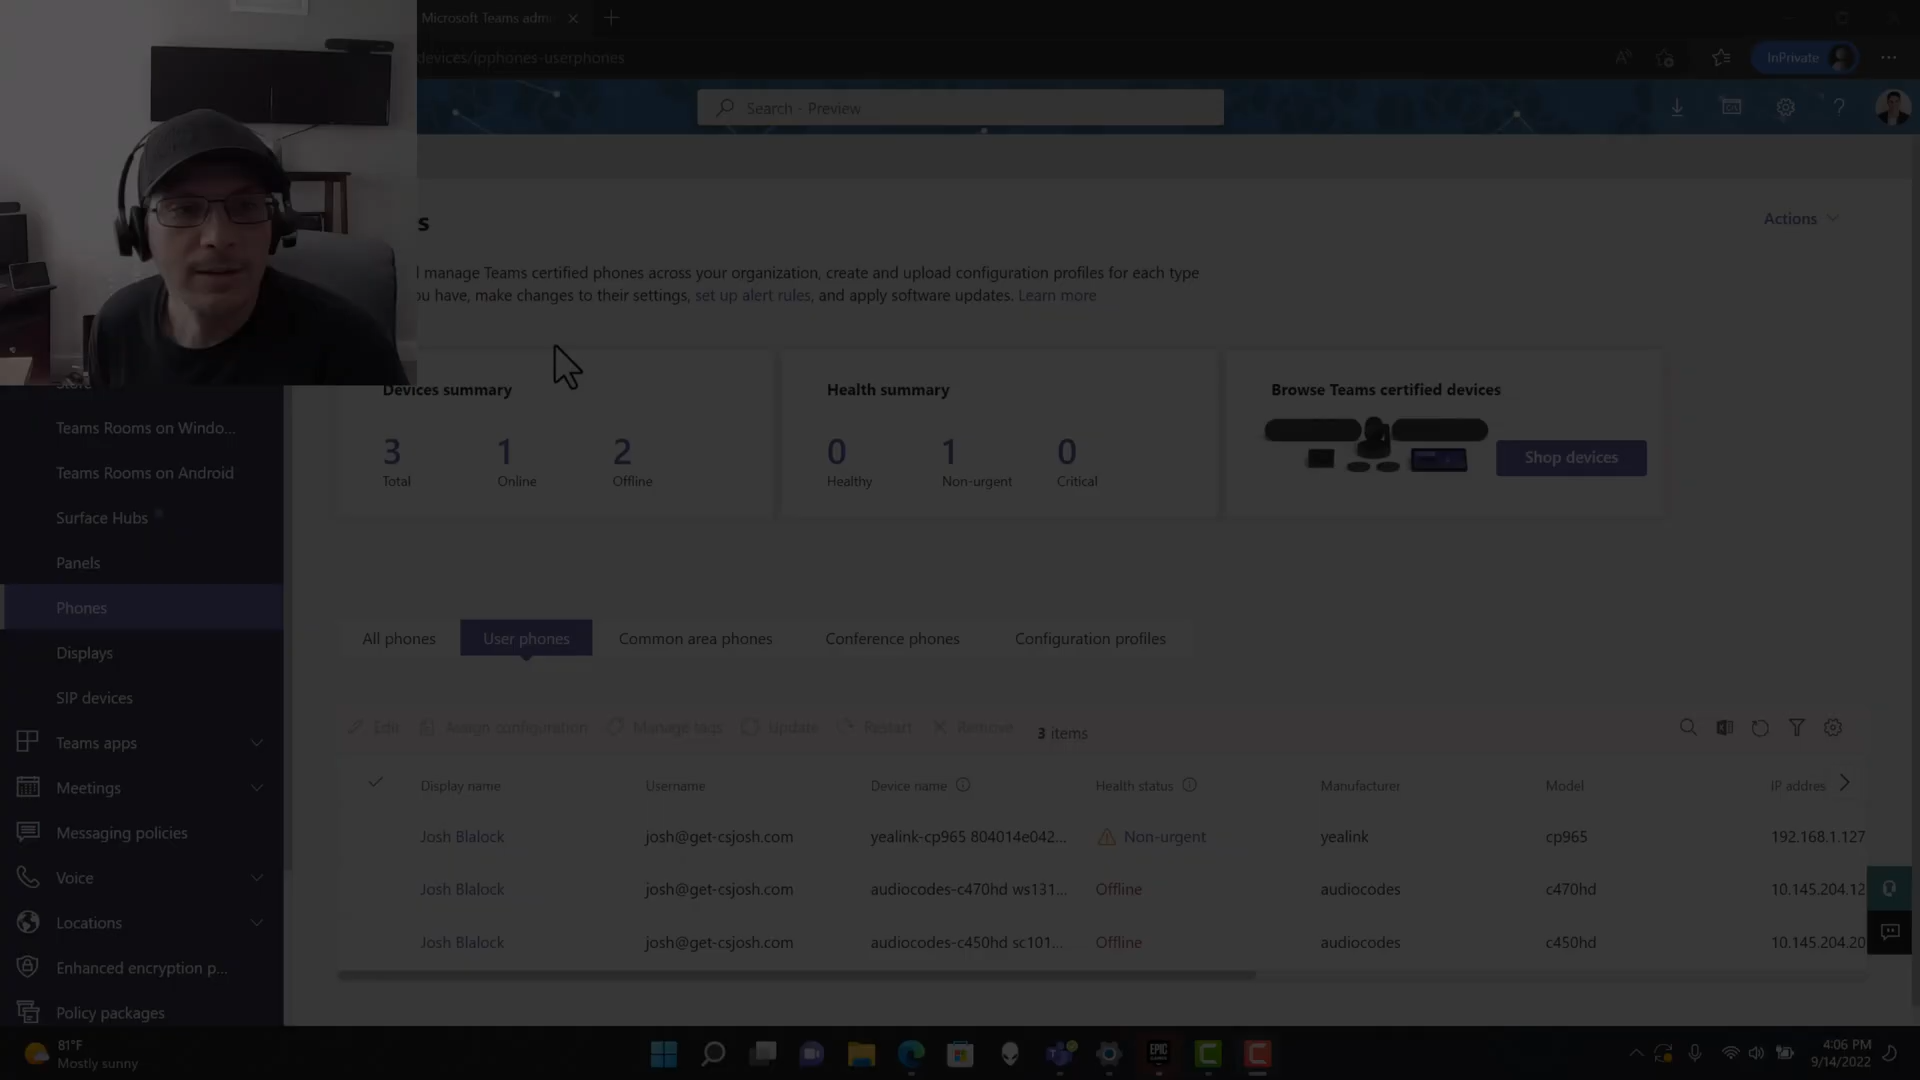 Microsoft Teams adm
devices/ipphones-userphones
InPrivate
Search - Preview
s
Actions
manage Teams certified phones across your organization, create and upload configuration profiles for each type
ou have, make changes to their settings, set up alert rules, and apply software updates. Learn more
Devices summary
3 Total
1 Online
2 Offline
Health summary
0 Healthy
1 Non-urgent
0 Critical
Browse Teams certified devices
Shop devices
Teams Rooms on Windo...
Teams Rooms on Android
Surface Hubs
Panels
Phones
Displays
SIP devices
Teams apps
Meetings
Messaging policies
Voice
Locations
Enhanced encryption p...
Policy packages
All phones User phones Common area phones Conference phones Configuration profiles
Edit Assign configuration Manage tags Update Restart Remove 3 items
Display name Username Device name Health status Manufacturer Model IP addres
Josh Blalock josh@get-csjosh.com yealink-cp965 804014e042... Non-urgent yealink cp965 192.168.1.127
Josh Blalock josh@get-csjosh.com audiocodes-c470hd ws131... Offline audiocodes c470hd 10.145.204.12
Josh Blalock josh@get-csjosh.com audiocodes-c450hd sc101... Offline audiocodes c450hd 10.145.204.20
81°F
Mostly sunny
EPIC
4:06 PM
9/14/2022